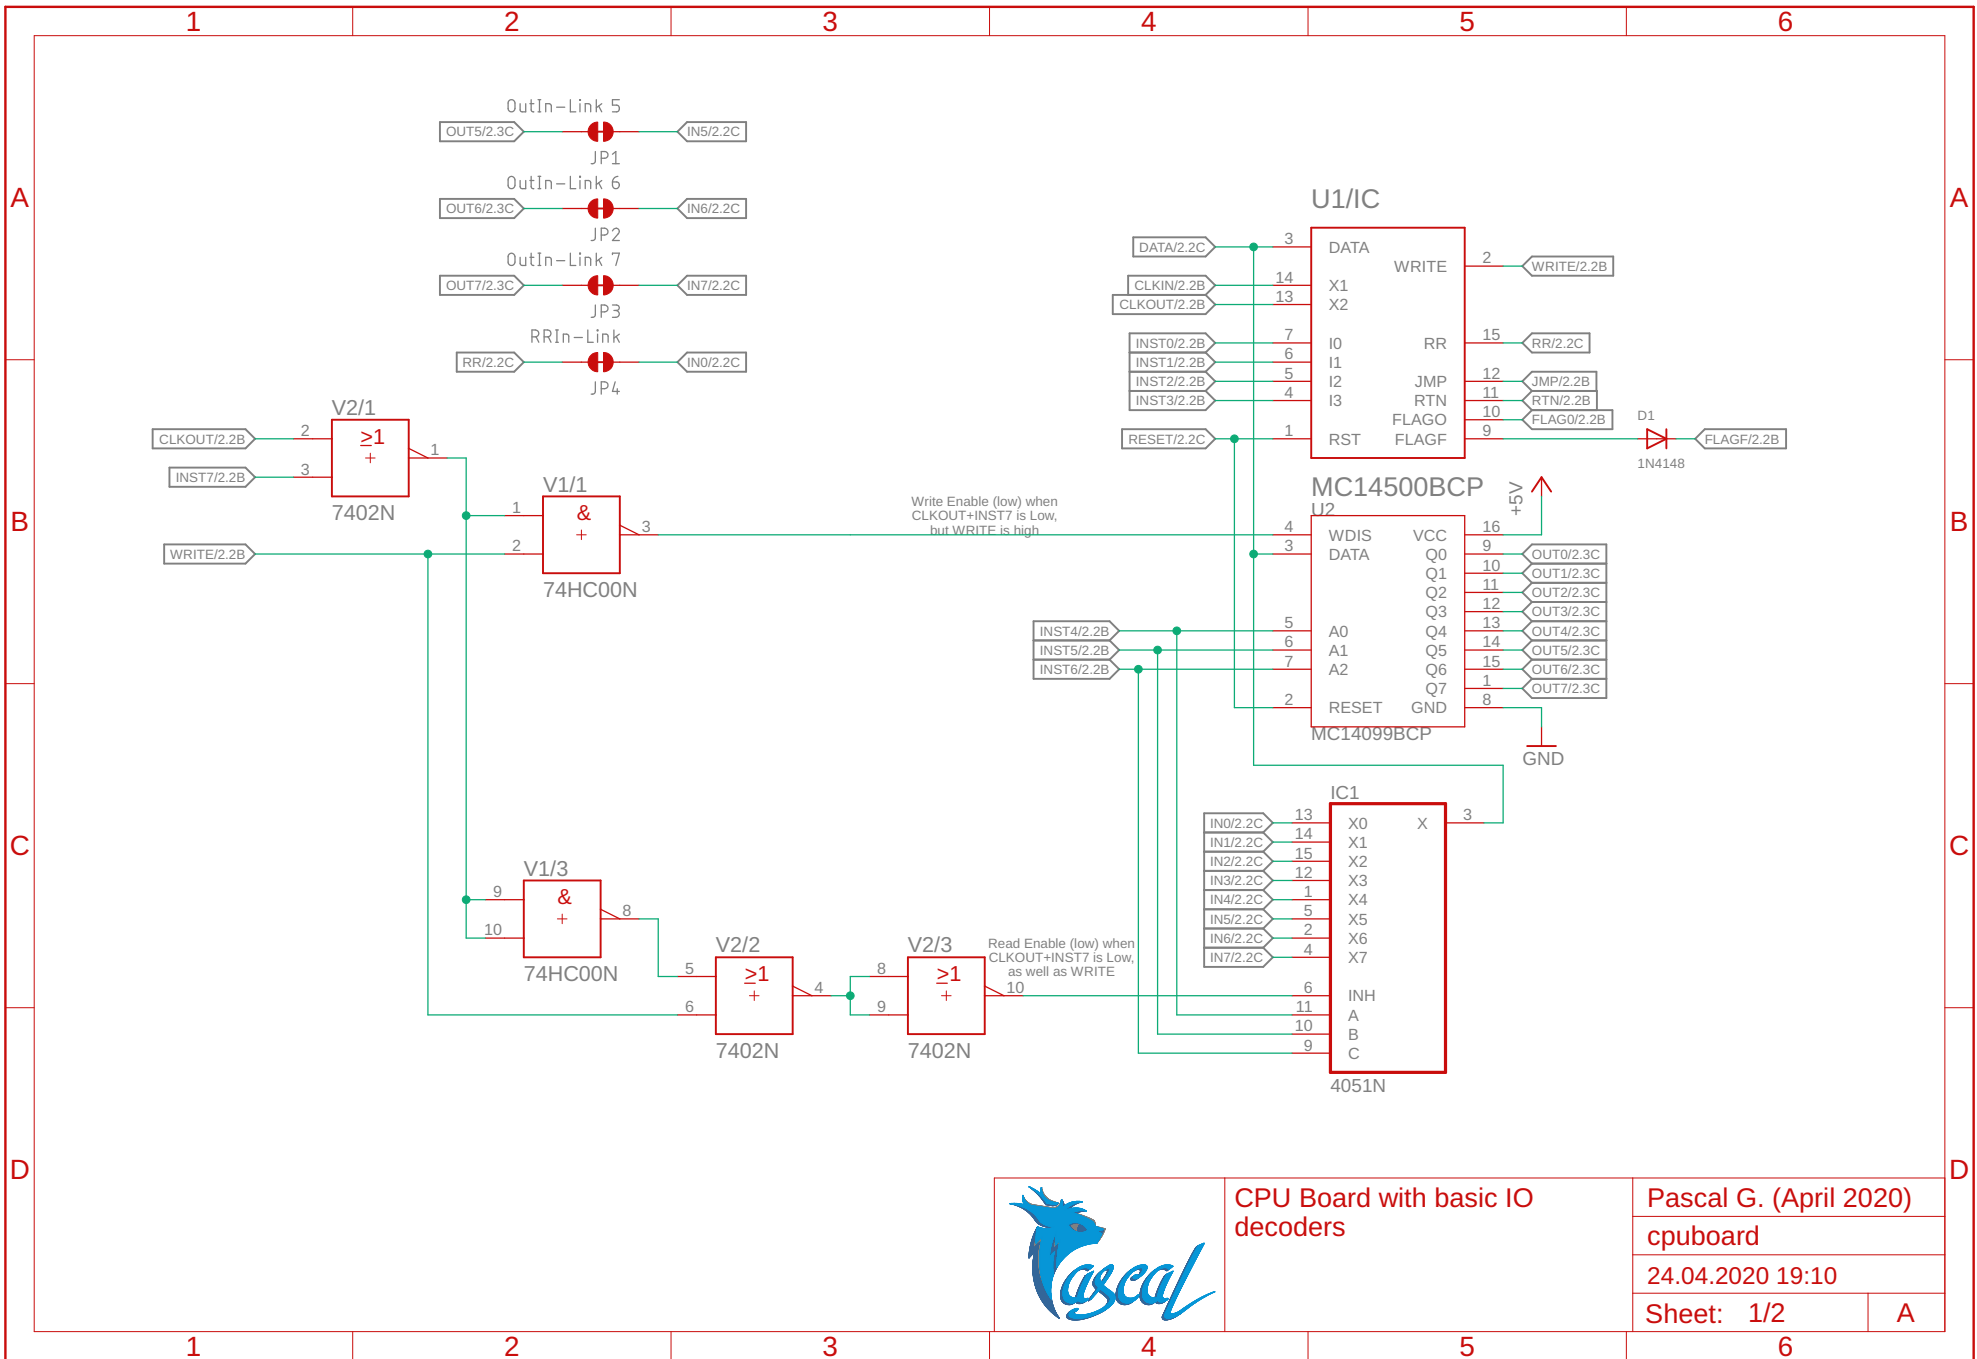 1 2 3 4 5 6
A A
B B
C C
D D
OutIn-Link 5
OUT5/2.3C IN5/2.2C
JP1
OutIn-Link 6
OUT6/2.3C IN6/2.2C
JP2
OutIn-Link 7
OUT7/2.3C IN7/2.2C
JP3
RRIn-Link
RR/2.2C IN0/2.2C
JP4
V2/1
CLKOUT/2.2B 2 ≥1 1
INST7/2.2B 3 +
7402N
V1/1
1 & 3
WRITE/2.2B 2 +
74HC00N
Write Enable (low) when
CLKOUT+INST7 is Low,
but WRITE is high
V1/3
9 & 8
10 +
74HC00N
V2/2
5 ≥1 4
6 +
7402N
V2/3
8 ≥1 10
9 +
7402N
Read Enable (low) when
CLKOUT+INST7 is Low,
as well as WRITE
U1/IC
DATA/2.2C 3 DATA
WRITE 2 WRITE/2.2B
CLKIN/2.2B 14 X1
CLKOUT/2.2B 13 X2
INST0/2.2B 7 I0 RR 15 RR/2.2C
INST1/2.2B 6 I1
INST2/2.2B 5 I2 JMP 12 JMP/2.2B
INST3/2.2B 4 I3 RTN 11 RTN/2.2B
FLAGO 10 FLAG0/2.2B
RESET/2.2C 1 RST FLAGF 9 FLAGF/2.2B
D1
1N4148
MC14500BCP
U2
+5V
4 WDIS VCC 16
3 DATA Q0 9 OUT0/2.3C
Q1 10 OUT1/2.3C
Q2 11 OUT2/2.3C
Q3 12 OUT3/2.3C
INST4/2.2B 5 A0 Q4 13 OUT4/2.3C
INST5/2.2B 6 A1 Q5 14 OUT5/2.3C
INST6/2.2B 7 A2 Q6 15 OUT6/2.3C
Q7 1 OUT7/2.3C
2 RESET GND 8
MC14099BCP
GND
IC1
IN0/2.2C 13 X0 X 3
IN1/2.2C 14 X1
IN2/2.2C 15 X2
IN3/2.2C 12 X3
IN4/2.2C 1 X4
IN5/2.2C 5 X5
IN6/2.2C 2 X6
IN7/2.2C 4 X7
6 INH
11 A
10 B
9 C
4051N
Pascal
CPU Board with basic IO
decoders
Pascal G. (April 2020)
cpuboard
24.04.2020 19:10
Sheet: 1/2 A
1 2 3 4 5 6